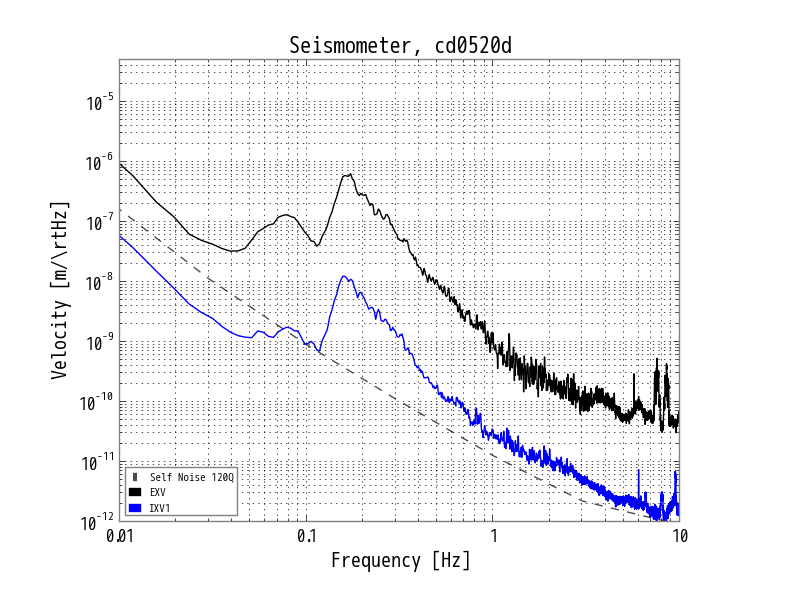 Seismometer, cd0520d
Velocity [m/\rtHz]
10^-5
10^-6
10^-7
10^-8
10^-9
10^-10
10^-11
10^-12
Self Noise 120Q
EXV
IXV1
0.01 0.1 1 10
Frequency [Hz]